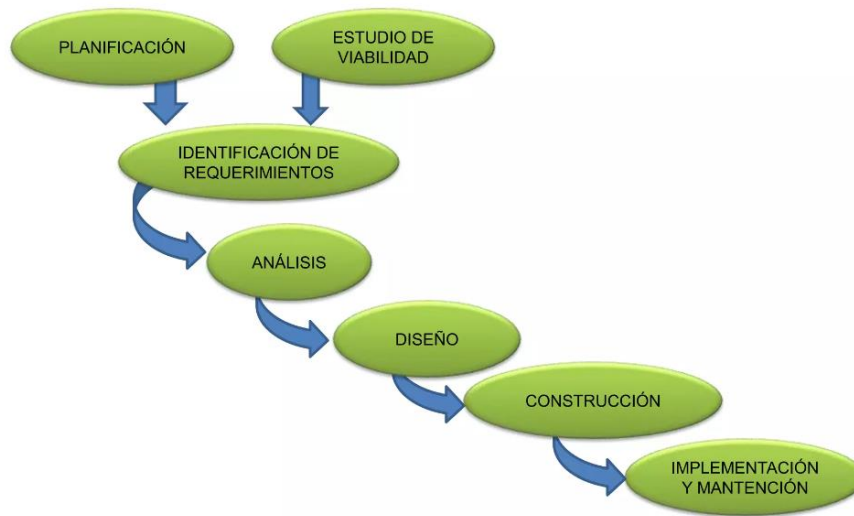 PLANIFICACIÓN
ESTUDIO DE
VIABILIDAD
IDENTIFICACIÓN DE
REQUERIMIENTOS
ANÁLISIS
DISEÑO
CONSTRUCCIÓN
IMPLEMENTACIÓN
Y MANTENCIÓN